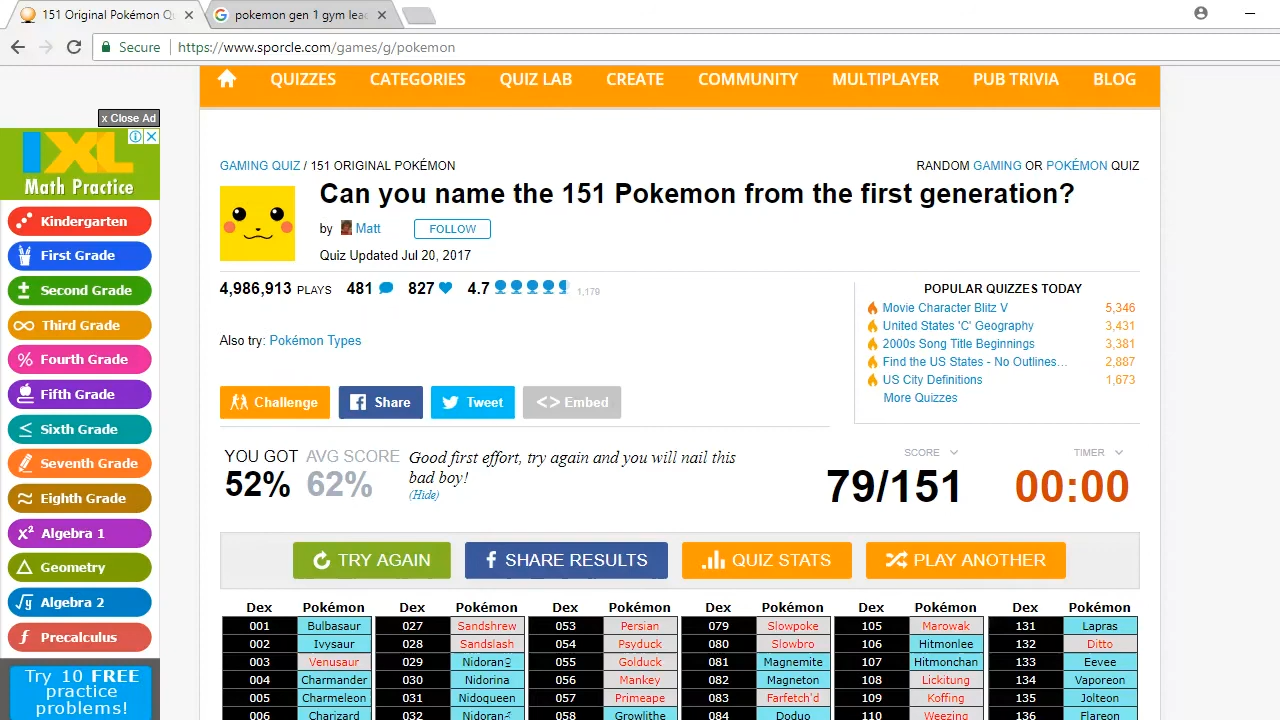 151 Original Pokémon Qu
pokemon gen 1 gym lead
Secure
https://www.sporcle.com/games/g/pokemon
QUIZZES CATEGORIES QUIZ LAB CREATE COMMUNITY MULTIPLAYER PUB TRIVIA BLOG
x Close Ad
IXL
Math Practice
Kindergarten
First Grade
Second Grade
Third Grade
Fourth Grade
Fifth Grade
Sixth Grade
Seventh Grade
Eighth Grade
Algebra 1
Geometry
Algebra 2
Precalculus
Try 10 FREE
practice
problems!
GAMING QUIZ / 151 ORIGINAL POKÉMON
RANDOM GAMING OR POKÉMON QUIZ
Can you name the 151 Pokemon from the first generation?
by Matt FOLLOW
Quiz Updated Jul 20, 2017
4,986,913 PLAYS 481 827 4.7 1,179
Also try: Pokémon Types
Challenge Share Tweet <> Embed
POPULAR QUIZZES TODAY
Movie Character Blitz V 5,346
United States 'C' Geography 3,431
2000s Song Title Beginnings 3,381
Find the US States - No Outlines... 2,887
US City Definitions 1,673
More Quizzes
YOU GOT AVG SCORE
52% 62%
Good first effort, try again and you will nail this
bad boy!
(Hide)
SCORE TIMER
79/151 00:00
TRY AGAIN SHARE RESULTS QUIZ STATS PLAY ANOTHER
Dex Pokémon Dex Pokémon Dex Pokémon Dex Pokémon Dex Pokémon Dex Pokémon
001 Bulbasaur 027 Sandshrew 053 Persian 079 Slowpoke 105 Marowak 131 Lapras
002 Ivysaur 028 Sandslash 054 Psyduck 080 Slowbro 106 Hitmonlee 132 Ditto
003 Venusaur 029 Nidoran♀ 055 Golduck 081 Magnemite 107 Hitmonchan 133 Eevee
004 Charmander 030 Nidorina 056 Mankey 082 Magneton 108 Lickitung 134 Vaporeon
005 Charmeleon 031 Nidoqueen 057 Primeape 083 Farfetch'd 109 Koffing 135 Jolteon
006 Charizard 032 Nidoran♂ 058 Growlithe 084 Doduo 110 Weezing 136 Flareon